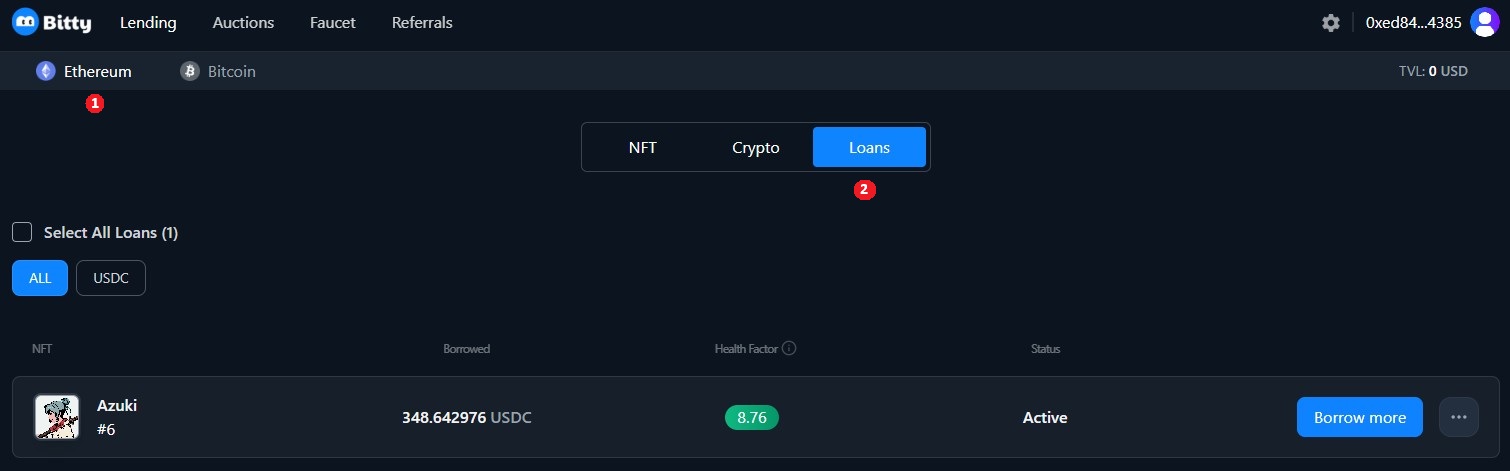 Bitty Lending Auctions Faucet Referrals 0xed84...4385
Ethereum Bitcoin TVL: 0 USD
1
NFT Crypto Loans
2
Select All Loans (1)
ALL USDC
NFT Borrowed Health Factor Status
Azuki
#6
348.642976 USDC 8.76 Active Borrow more ...